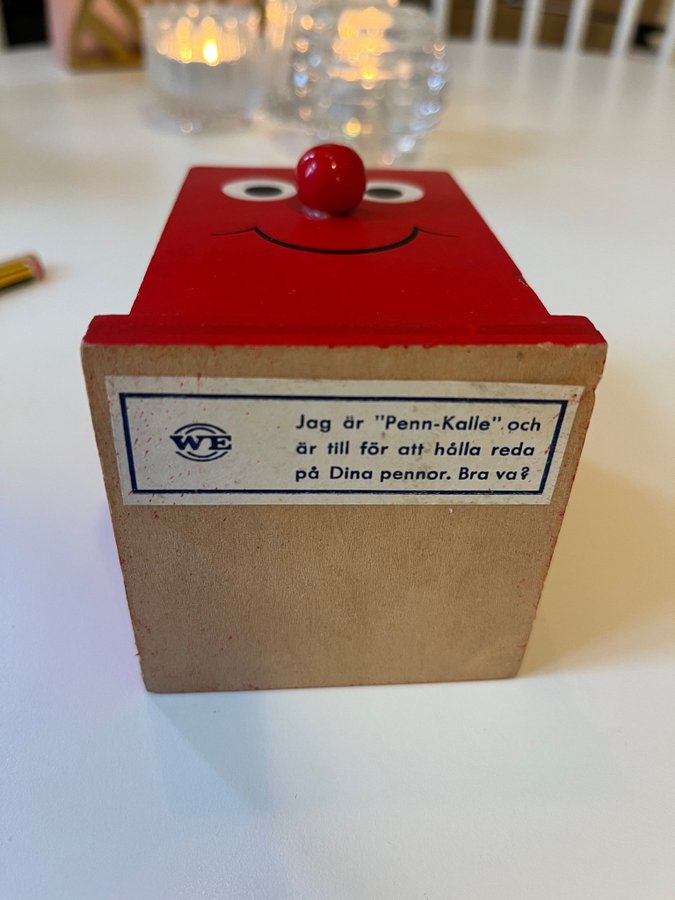 WE
Jag är "Penn-Kalle" och
är till för att hålla reda
på Dina pennor. Bra va?